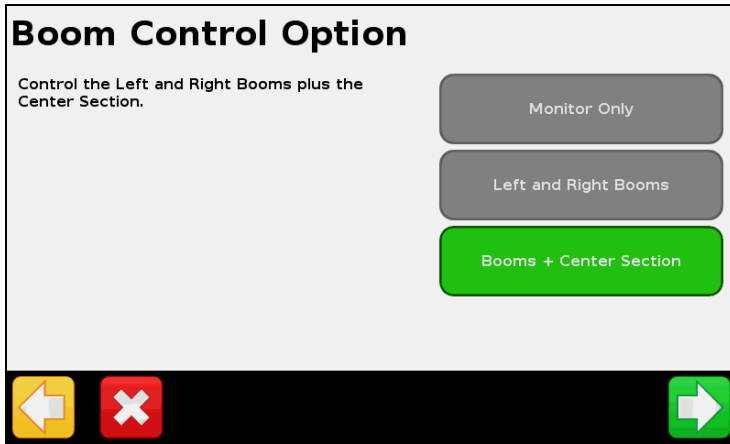 Boom Control Option
Control the Left and Right Booms plus the
Center Section.
Monitor Only
Left and Right Booms
Booms + Center Section